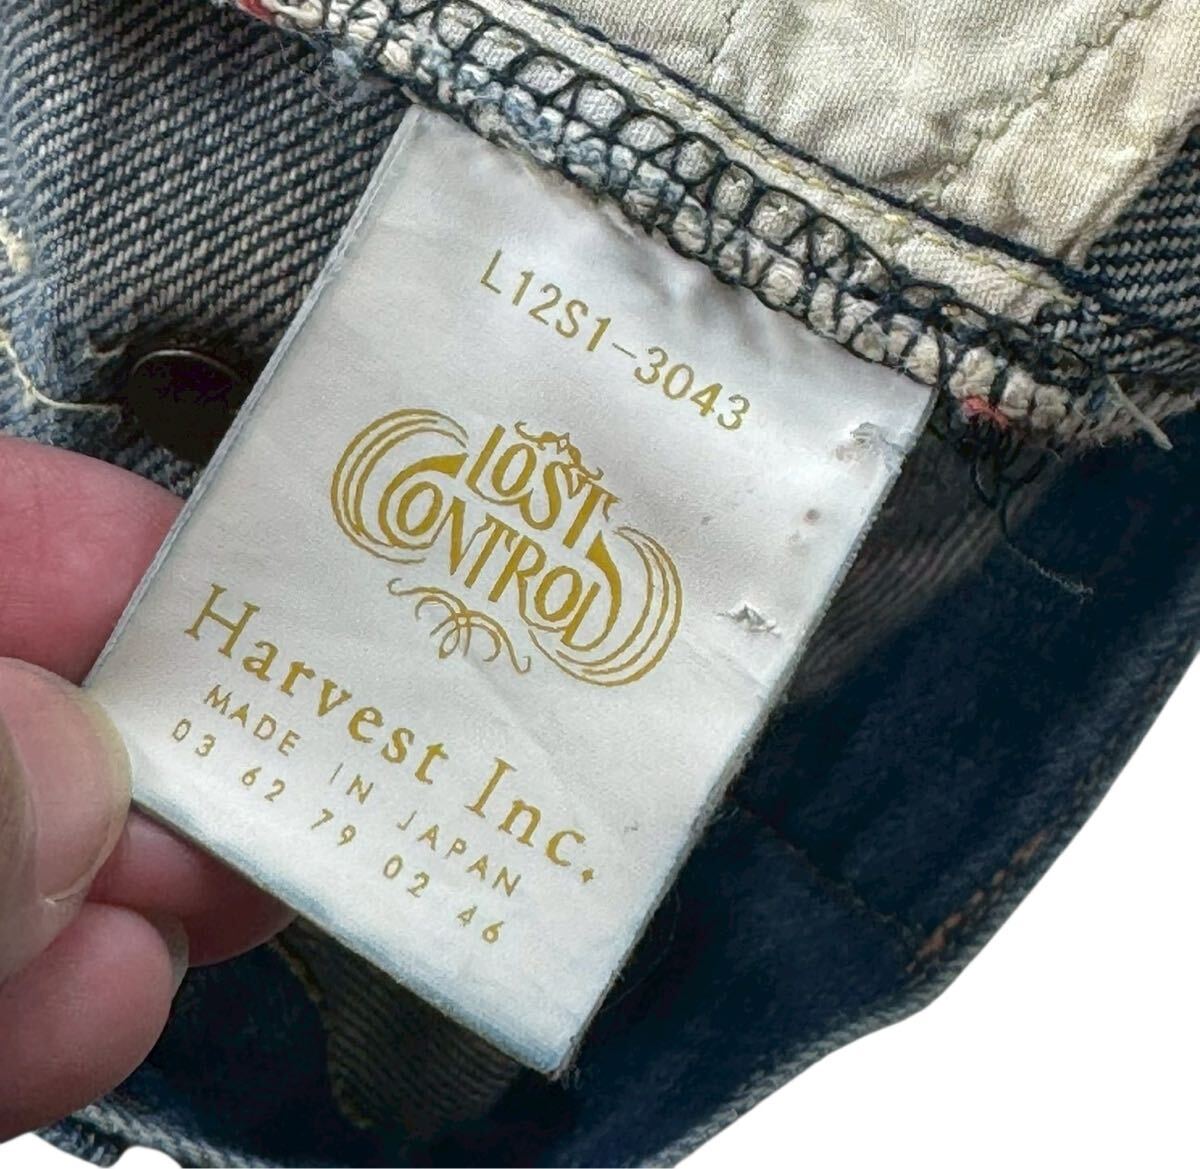 L12S1-3043
LOST
CONTROL
Harvest Inc.
MADE IN JAPAN
03 62 79 02 46